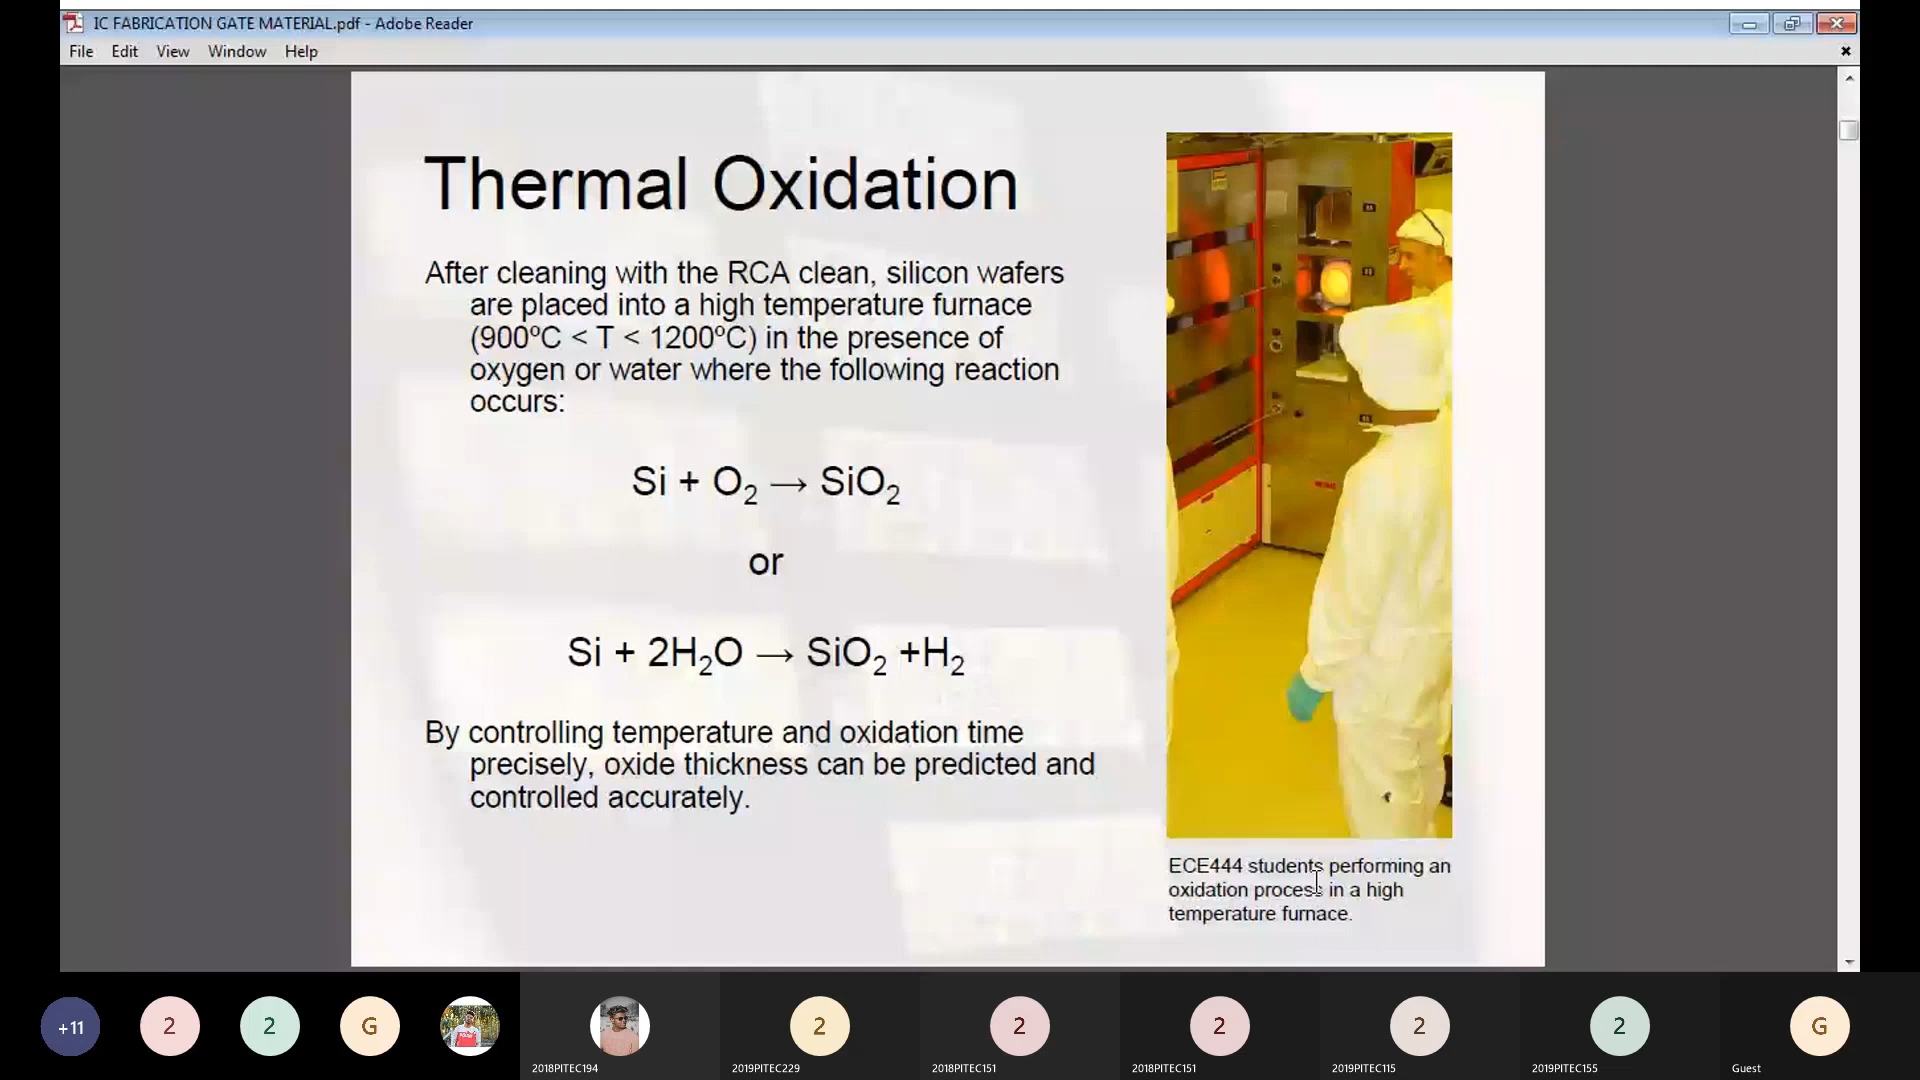 IC FABRICATION GATE MATERIAL.pdf - Adobe Reader
File Edit View Window Help
Thermal Oxidation
After cleaning with the RCA clean, silicon wafers
are placed into a high temperature furnace
(900ºC < T < 1200ºC) in the presence of
oxygen or water where the following reaction
occurs:
Si + O₂ → SiO₂
or
Si + 2H₂O → SiO₂ +H₂
By controlling temperature and oxidation time
precisely, oxide thickness can be predicted and
controlled accurately.
ECE444 students performing an
oxidation process in a high
temperature furnace.
+11 2 2 G 2 2 2 2 2 G
2018PITEC194 2019PITEC229 2018PITEC151 2018PITEC151 2019PITEC115 2019PITEC155 Guest